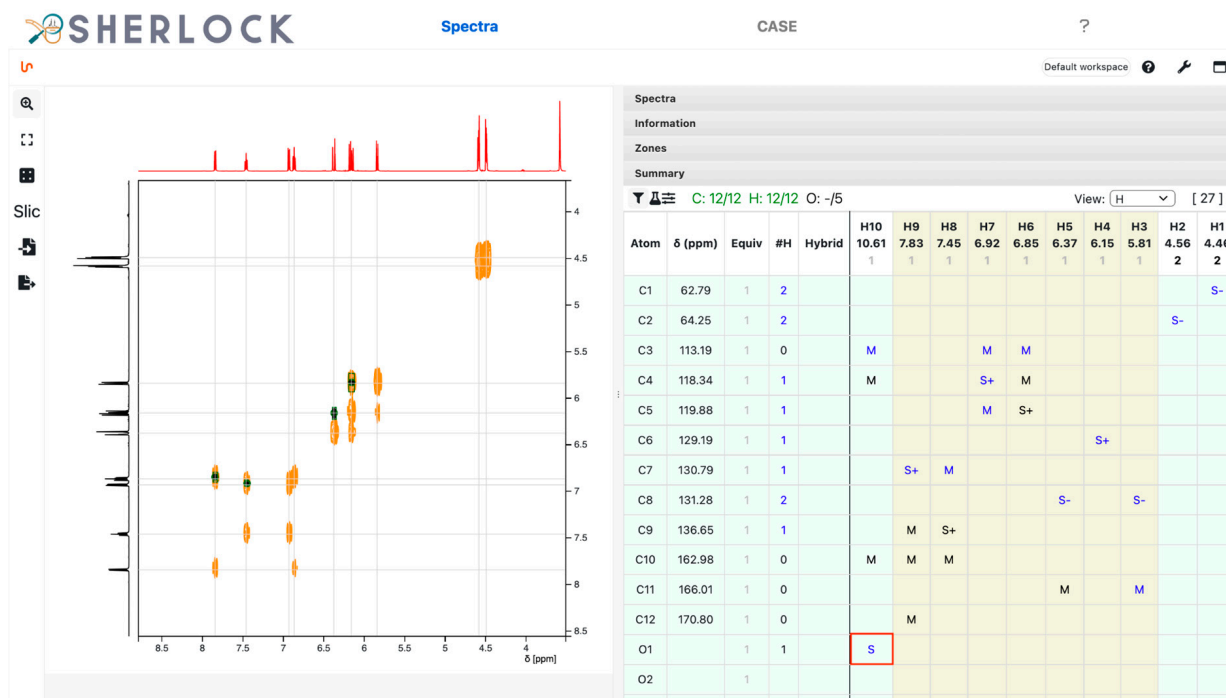 SHERLOCK Spectra CASE ?
Default workspace
Spectra
Information
Zones
Summary
C: 12/12 H: 12/12 O: -/5 View: H [ 27 ]
Slic
Atom δ (ppm) Equiv #H Hybrid H10 10.61 1 H9 7.83 1 H8 7.45 1 H7 6.92 1 H6 6.85 1 H5 6.37 1 H4 6.15 1 H3 5.81 1 H2 4.56 2 H1 4.46 2
C1 62.79 1 2 S-
C2 64.25 1 2 S-
C3 113.19 1 0 M M M
C4 118.34 1 1 M S+ M
C5 119.88 1 1 M S+
C6 129.19 1 1 S+
C7 130.79 1 1 S+ M
C8 131.28 1 2 S- S-
C9 136.65 1 1 M S+
C10 162.98 1 0 M M M
C11 166.01 1 0 M M
C12 170.80 1 0 M
O1 1 1 S
O2 1
4
4.5
5
5.5
6
6.5
7
7.5
8
8.5
8.5 8 7.5 7 6.5 6 5.5 5 4.5 4
δ [ppm]